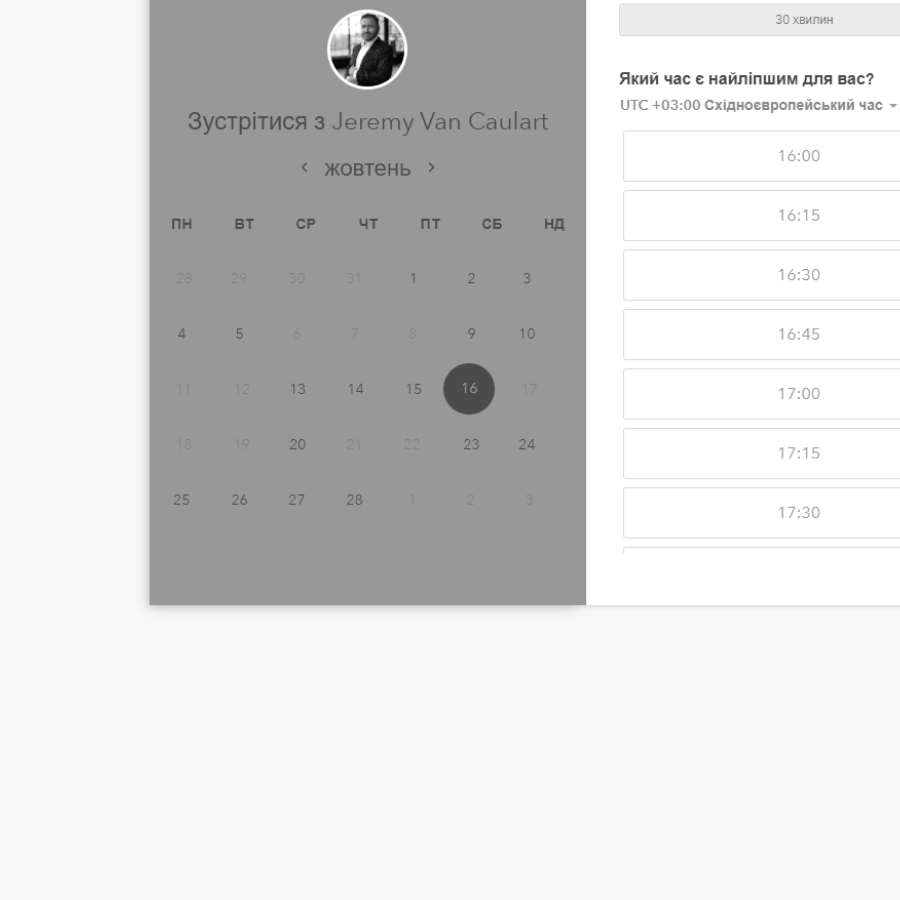 Зустрітися з Jeremy Van Caulart
жовтень
ПН ВТ СР ЧТ ПТ СБ НД
28 29 30 31 1 2 3
4 5 6 7 8 9 10
11 12 13 14 15 16 17
18 19 20 21 22 23 24
25 26 27 28 1 2 3
30 хвилин
Який час є найліпшим для вас?
UTC +03:00 Східноєвропейський час
16:00
16:15
16:30
16:45
17:00
17:15
17:30